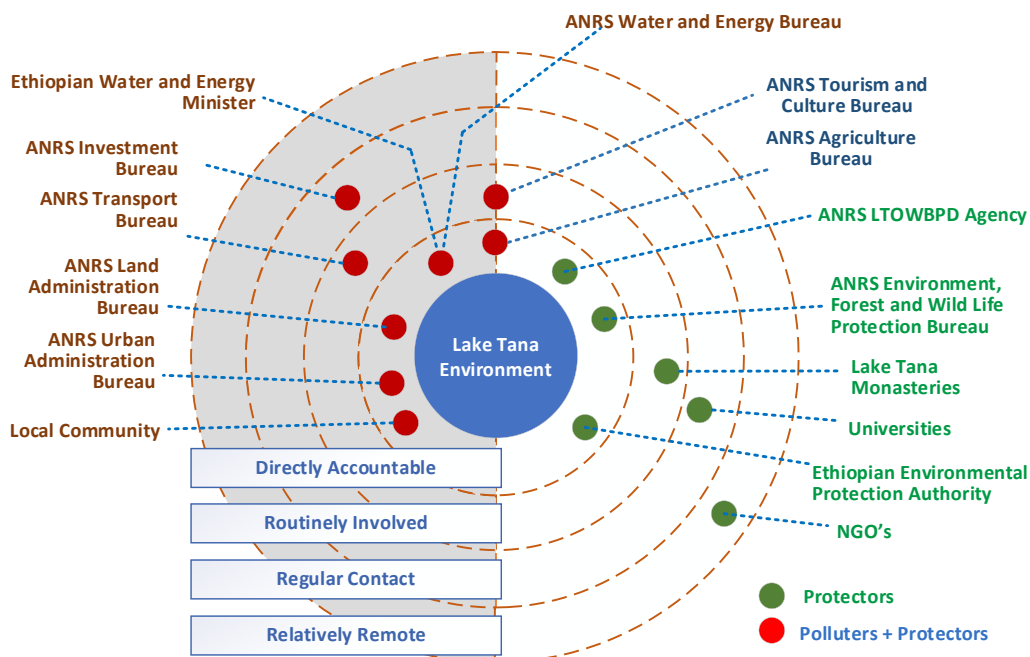 ANRS Water and Energy Bureau
Ethiopian Water and Energy
Minister
ANRS Tourism and
Culture Bureau
ANRS Investment
Bureau
ANRS Agriculture
Bureau
ANRS Transport
Bureau
ANRS LTOWBPD Agency
ANRS Land
Administration
Bureau
ANRS Environment,
Forest and Wild Life
Protection Bureau
ANRS Urban
Administration
Bureau
Lake Tana
Environment
Lake Tana
Monasteries
Local Community
Universities
Directly Accountable
Ethiopian Environmental
Protection Authority
Routinely Involved
NGO's
Regular Contact
Protectors
Relatively Remote
Polluters + Protectors